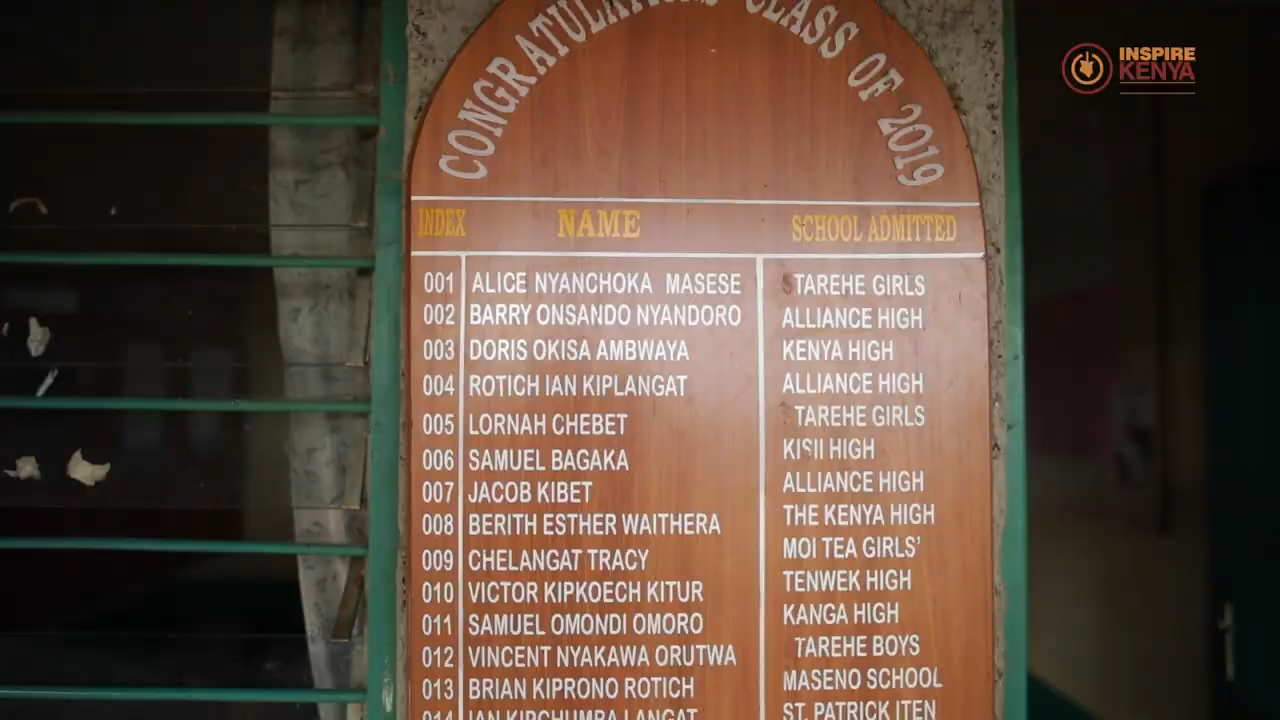 CONGRATULATIONS CLASS OF 2019
INSPIRE
KENYA
INDEX NAME SCHOOL ADMITTED
001 ALICE NYANCHOKA MASESE TAREHE GIRLS
002 BARRY ONSANDO NYANDORO ALLIANCE HIGH
003 DORIS OKISA AMBWAYA KENYA HIGH
004 ROTICH IAN KIPLANGAT ALLIANCE HIGH
005 LORNAH CHEBET TAREHE GIRLS
006 SAMUEL BAGAKA KISII HIGH
007 JACOB KIBET ALLIANCE HIGH
008 BERITH ESTHER WAITHERA THE KENYA HIGH
009 CHELANGAT TRACY MOI TEA GIRLS'
010 VICTOR KIPKOECH KITUR TENWEK HIGH
011 SAMUEL OMONDI OMORO KANGA HIGH
012 VINCENT NYAKAWA ORUTWA TAREHE BOYS
013 BRIAN KIPRONO ROTICH MASENO SCHOOL
014 IAN KIPCHUMBA LANGAT ST. PATRICK ITEN